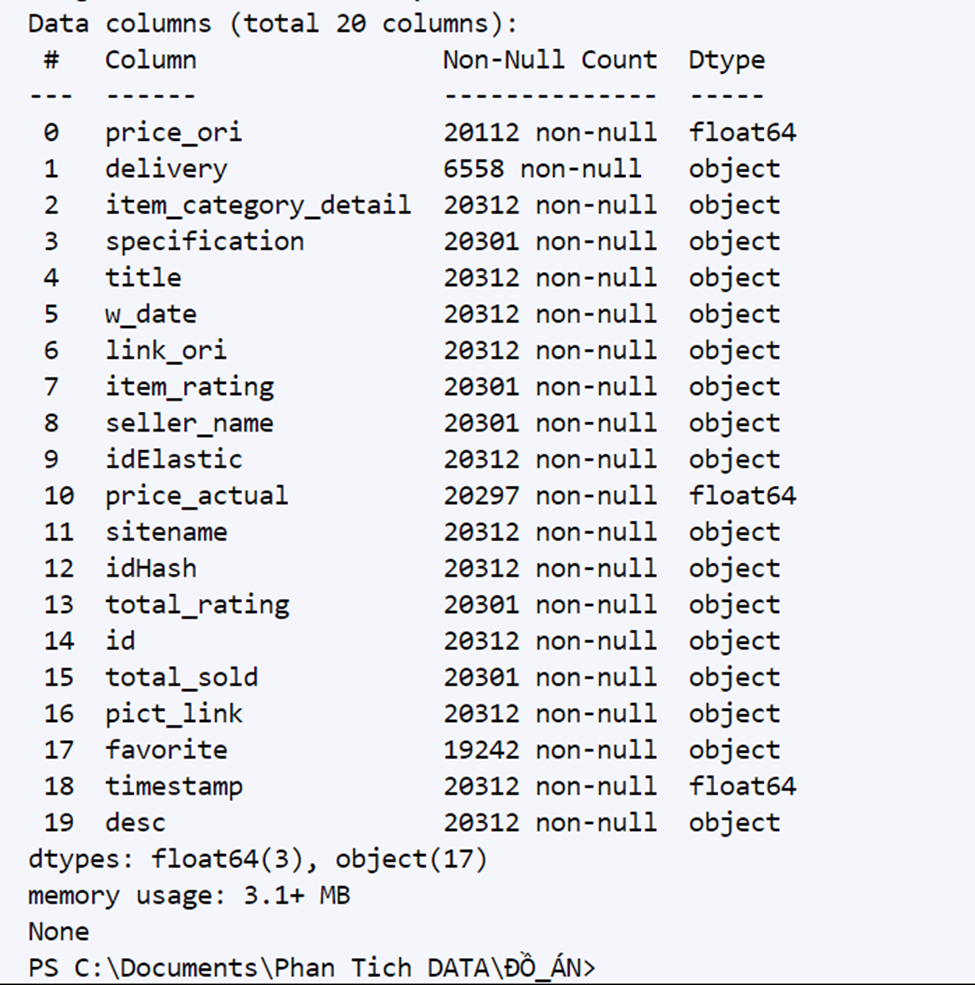 Data columns (total 20 columns):
 #   Column                Non-Null Count  Dtype
---  ------                --------------  -----
 0   price_ori             20112 non-null  float64
 1   delivery              6558 non-null   object
 2   item_category_detail  20312 non-null  object
 3   specification         20301 non-null  object
 4   title                 20312 non-null  object
 5   w_date                20312 non-null  object
 6   link_ori              20312 non-null  object
 7   item_rating           20301 non-null  object
 8   seller_name           20301 non-null  object
 9   idElastic             20312 non-null  object
 10  price_actual          20297 non-null  float64
 11  sitename              20312 non-null  object
 12  idHash                20312 non-null  object
 13  total_rating          20301 non-null  object
 14  id                    20312 non-null  object
 15  total_sold            20301 non-null  object
 16  pict_link             20312 non-null  object
 17  favorite              19242 non-null  object
 18  timestamp             20312 non-null  float64
 19  desc                  20312 non-null  object
dtypes: float64(3), object(17)
memory usage: 3.1+ MB
None
PS C:\Documents\Phan Tich DATA\ĐỒ_ÁN>